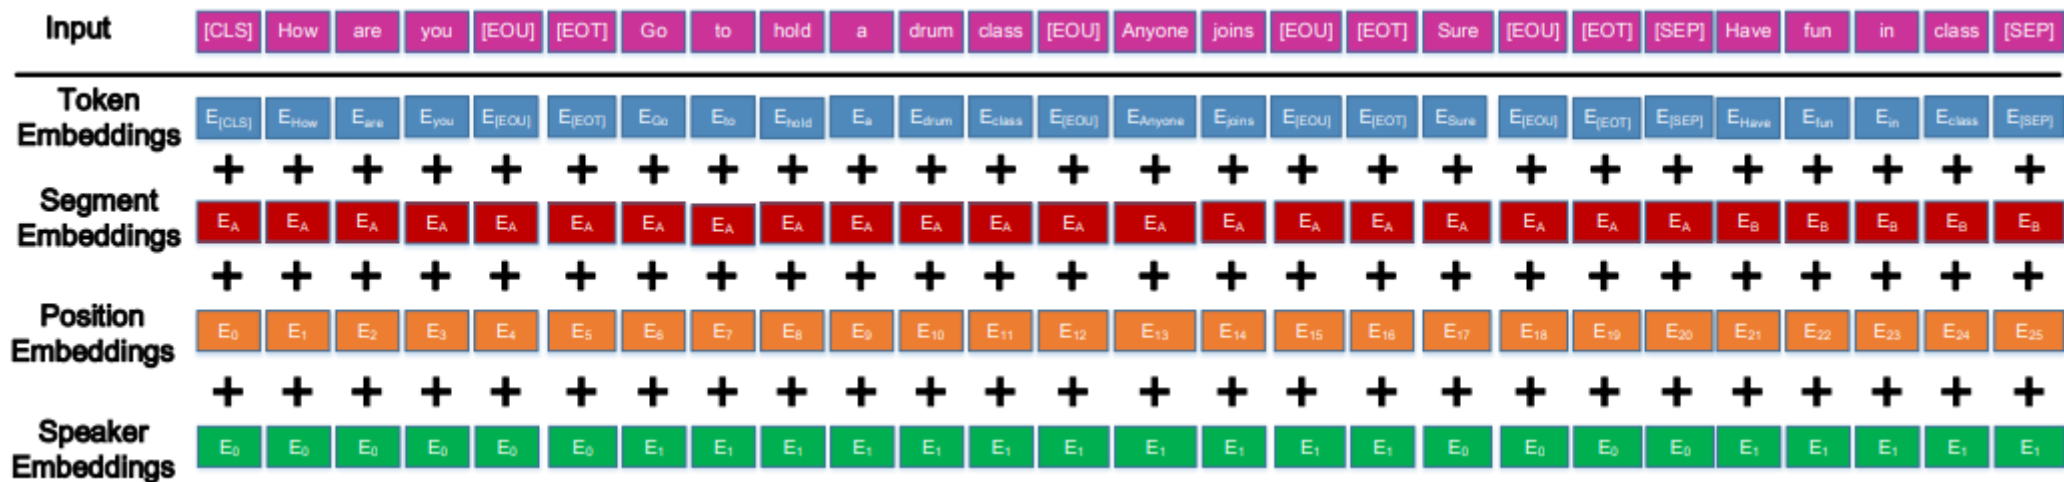 Input [CLS] How are you [EOU] [EOT] Go to hold a drum class [EOU] Anyone joins [EOU] [EOT] Sure [EOU] [EOT] [SEP] Have fun in class [SEP]
Token
Embeddings
E[CLS] EHow Eare Eyou E[EOU] E[EOT] EGo Eto Ehold Ea Edrum Eclass E[EOU] EAnyone Ejoins E[EOU] E[EOT] ESure E[EOU] E[EOT] E[SEP] EHave Efun Ein Eclass E[SEP]
+ + + + + + + + + + + + + + + + + + + + + + + + + +
Segment
Embeddings
EA EA EA EA EA EA EA EA EA EA EA EA EA EA EA EA EA EA EA EA EA EB EB EB EB EB
+ + + + + + + + + + + + + + + + + + + + + + + + + +
Position
Embeddings
E0 E1 E2 E3 E4 E5 E6 E7 E8 E9 E10 E11 E12 E13 E14 E15 E16 E17 E18 E19 E20 E21 E22 E23 E24 E25
+ + + + + + + + + + + + + + + + + + + + + + + + + +
Speaker
Embeddings
E0 E0 E0 E0 E0 E0 E1 E1 E1 E1 E1 E1 E1 E1 E1 E1 E1 E0 E0 E0 E0 E1 E1 E1 E1 E1